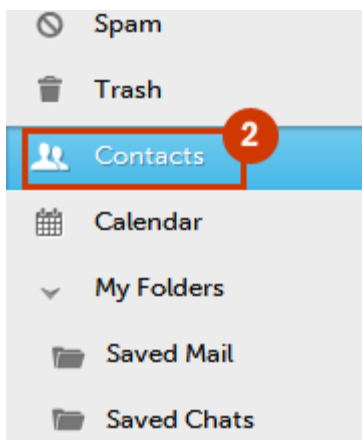 Spam
Trash
Contacts
2
Calendar
My Folders
Saved Mail
Saved Chats